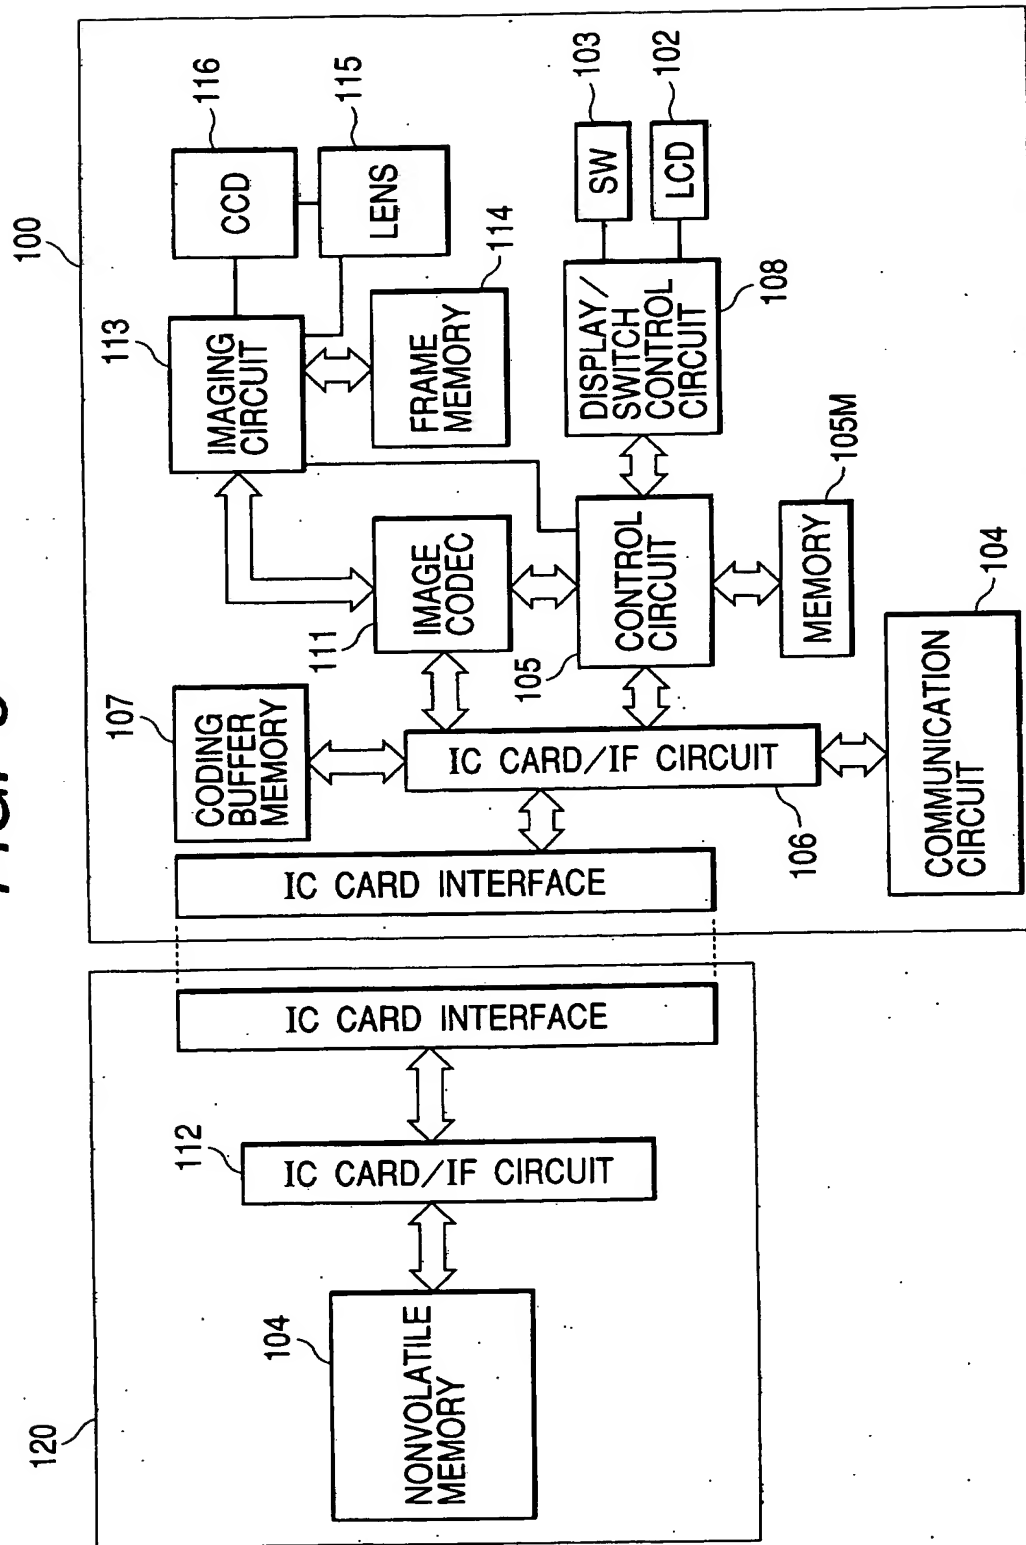 120
100
104
NONVOLATILE
MEMORY
112
IC CARD/IF CIRCUIT
IC CARD INTERFACE
IC CARD INTERFACE
107
CODING
BUFFER
MEMORY
IC CARD/IF CIRCUIT
106
COMMUNICATION
CIRCUIT
104
111
IMAGE
CODEC
105
CONTROL
CIRCUIT
MEMORY
105M
113
IMAGING
CIRCUIT
FRAME
MEMORY
114
DISPLAY/
SWITCH
CONTROL
CIRCUIT
108
CCD
116
LENS
115
SW
103
LCD
102